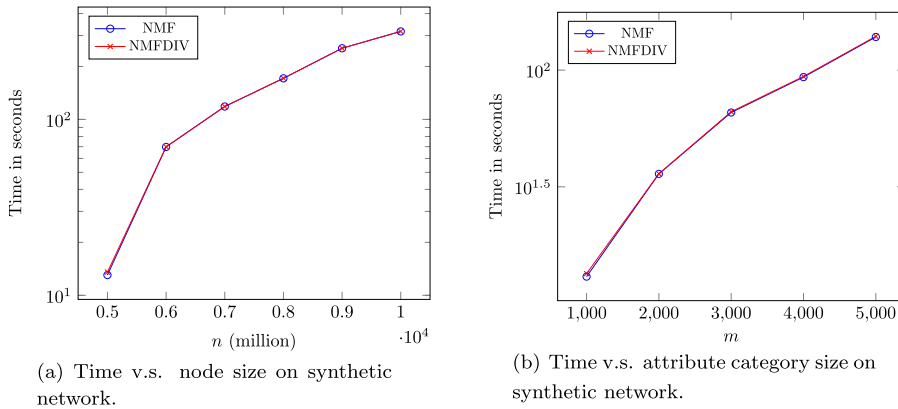 NMF
NMFDIV
10^2
10^1
Time in seconds
0.5 0.6 0.7 0.8 0.9 1
n (million)
·10^4
(a) Time v.s. node size on synthetic
network.
NMF
NMFDIV
10^2
10^1.5
Time in seconds
1,000 2,000 3,000 4,000 5,000
m
(b) Time v.s. attribute category size on
synthetic network.